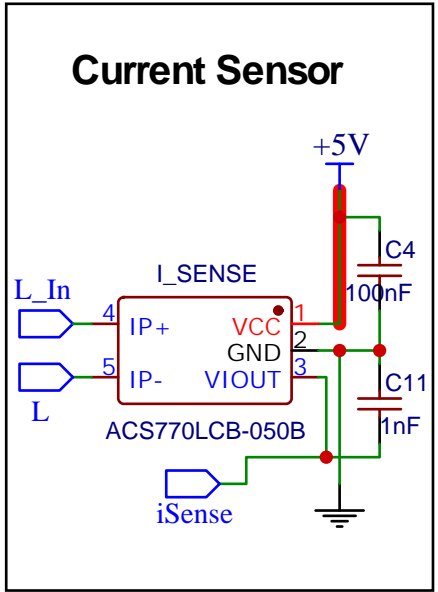 Current Sensor
+5V
C4
100nF
I_SENSE
L_In
4
IP+
VCC
1
GND
2
5
IP-
VIOUT
3
L
C11
1nF
ACS770LCB-050B
iSense